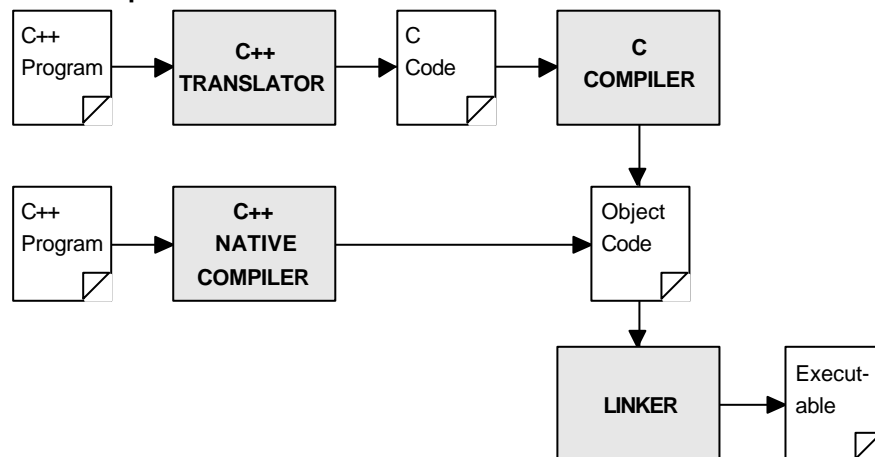 C++
Program
C++
TRANSLATOR
C
Code
C
COMPILER
C++
Program
C++
NATIVE
COMPILER
Object
Code
LINKER
Execut-
able